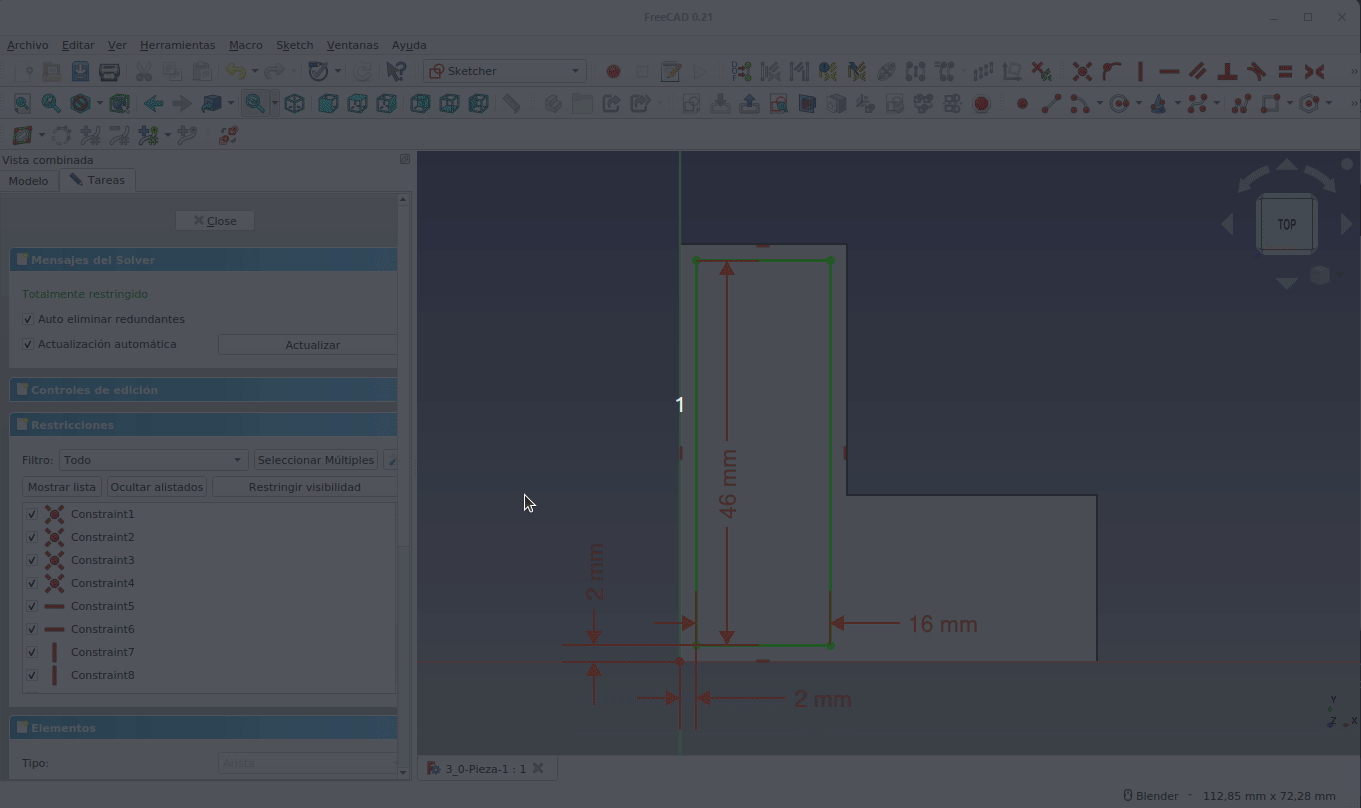 FreeCAD 0.21
Archivo Editar Ver Herramientas Macro Sketch Ventanas Ayuda
Sketcher
Vista combinada
Modelo Tareas
Close
Mensajes del Solver
Totalmente restringido
Auto eliminar redundantes
Actualización automática Actualizar
Controles de edición
Restricciones
Filtro: Todo Seleccionar Múltiples
Mostrar lista Ocultar alistados Restringir visibilidad
Constraint1
Constraint2
Constraint3
Constraint4
Constraint5
Constraint6
Constraint7
Constraint8
Elementos
Tipo: Arista
TOP
1
46 mm
2 mm
16 mm
2 mm
Y
Z X
3_0-Pieza-1 : 1
Blender - 112,85 mm x 72,28 mm